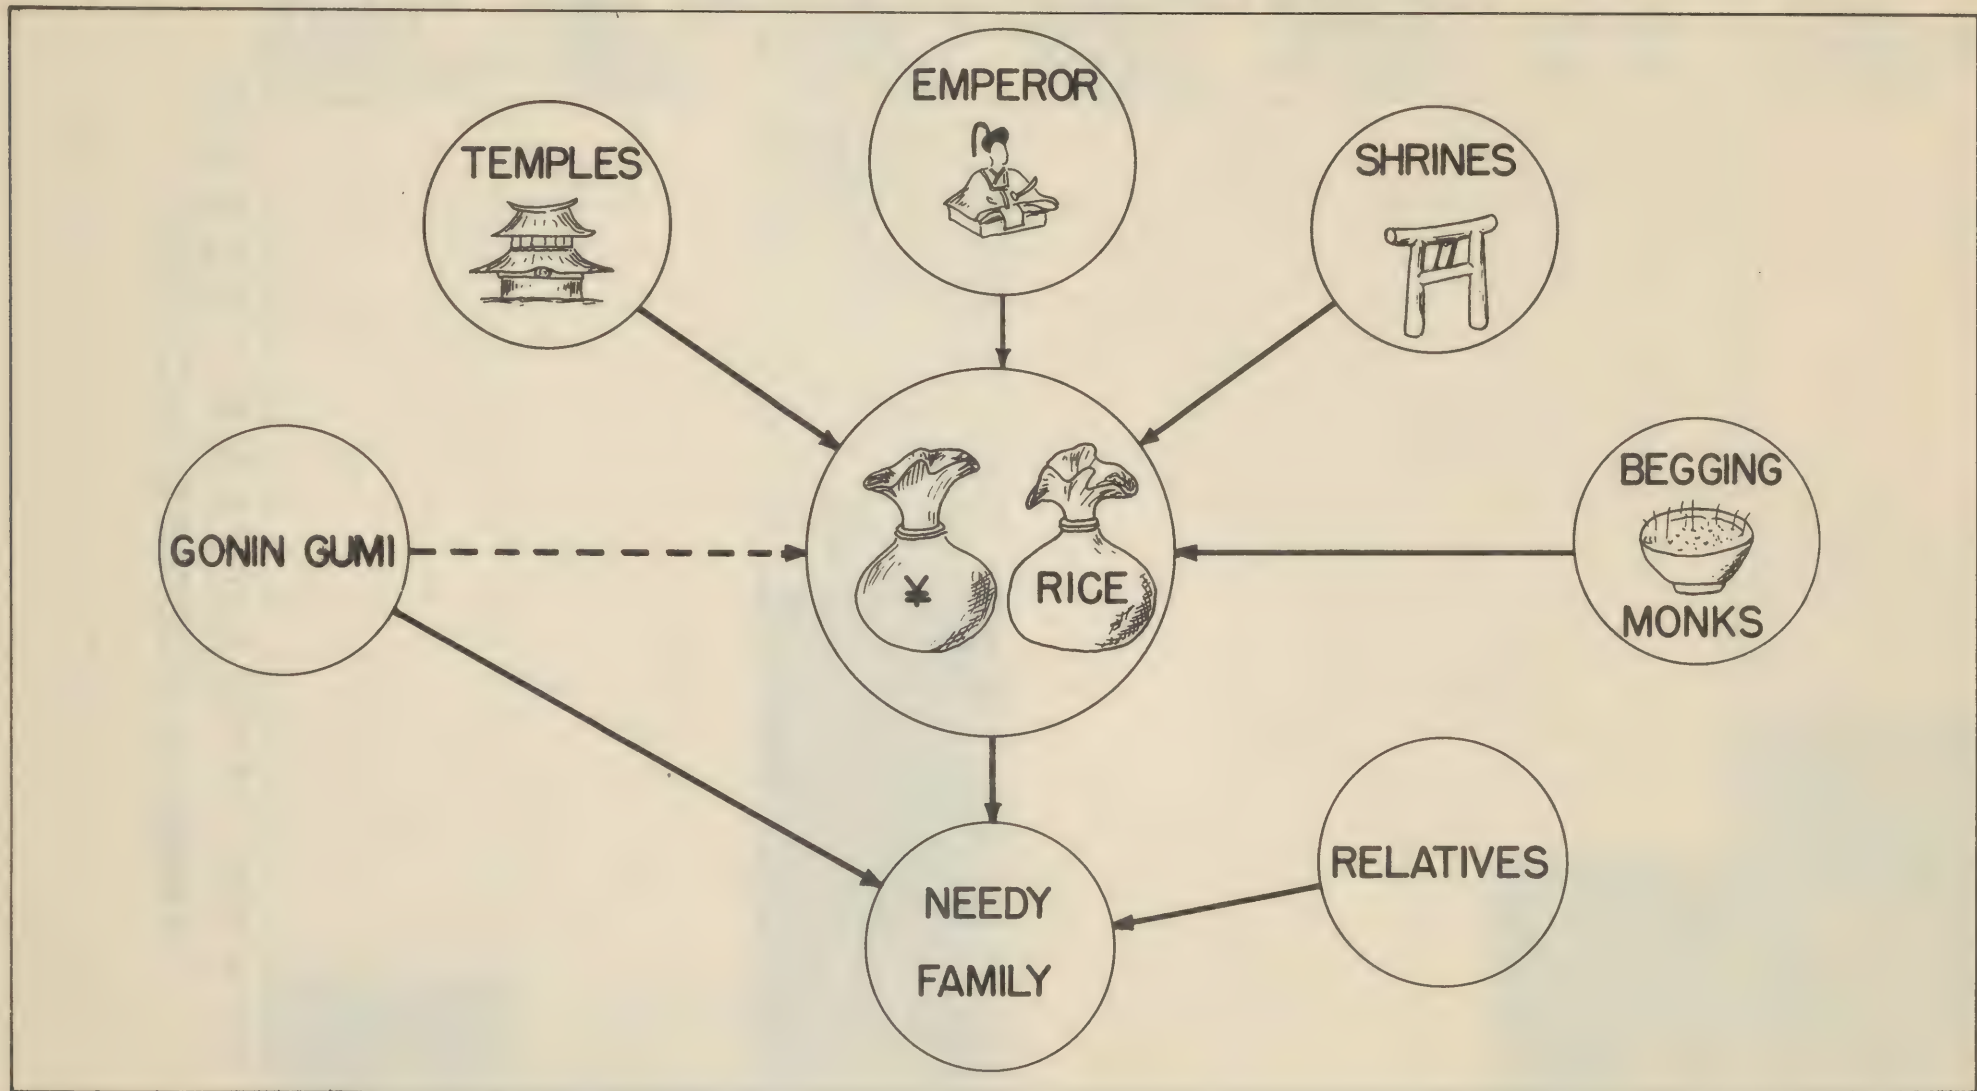 EMPEROR
TEMPLES
SHRINES
GONIN GUMI
¥
RICE
BEGGING
MONKS
NEEDY
FAMILY
RELATIVES